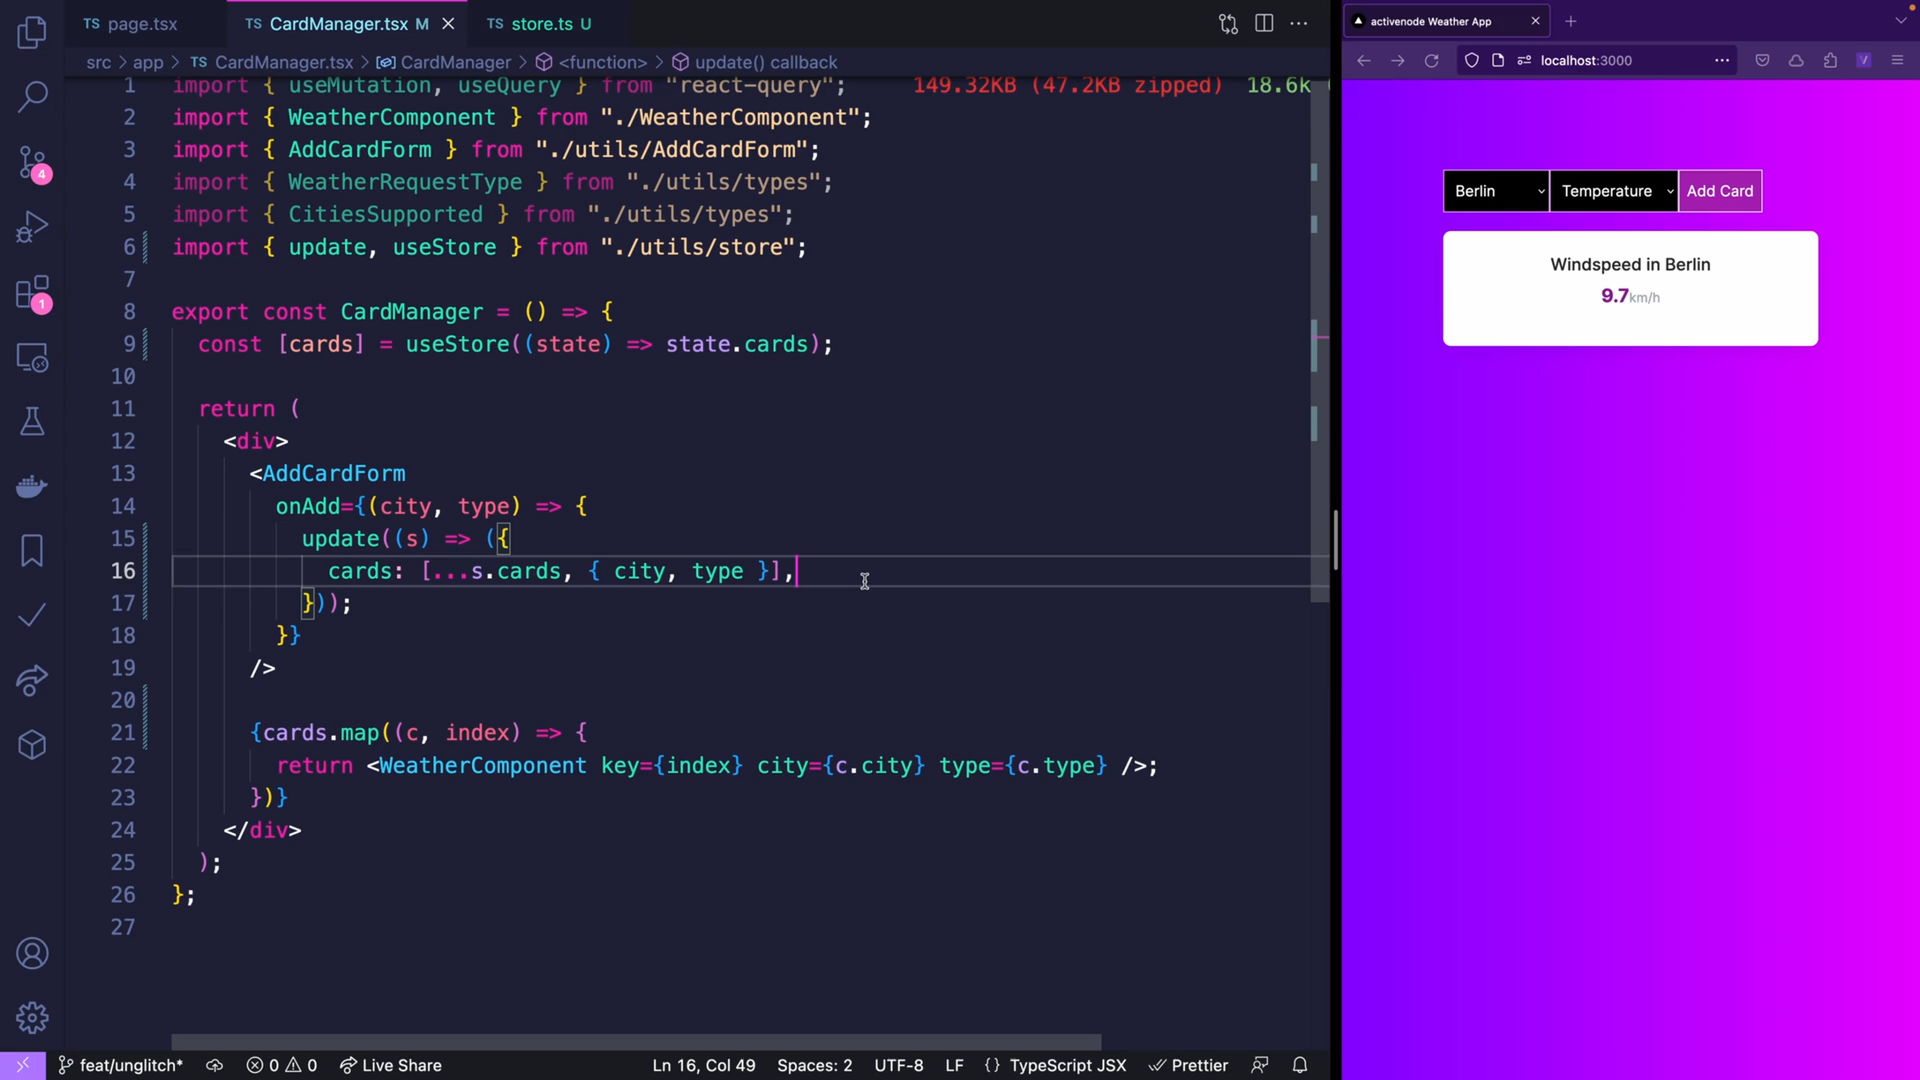 TS page.tsx TS CardManager.tsx M TS store.ts U
src › app › TS CardManager.tsx › CardManager › <function> › update() callback
1 import { useMutation, useQuery } from "react-query"; 149.32KB (47.2KB zipped) 18.6k
2 import { WeatherComponent } from "./WeatherComponent";
3 import { AddCardForm } from "./utils/AddCardForm";
4 import { WeatherRequestType } from "./utils/types";
5 import { CitiesSupported } from "./utils/types";
6 import { update, useStore } from "./utils/store";
7
8 export const CardManager = () => {
9 const [cards] = useStore((state) => state.cards);
10
11 return (
12 <div>
13 <AddCardForm
14 onAdd={(city, type) => {
15 update((s) => ({
16 cards: [...s.cards, { city, type }],
17 }));
18 }}
19 />
20
21 {cards.map((c, index) => {
22 return <WeatherComponent key={index} city={c.city} type={c.type} />;
23 })}
24 </div>
25 );
26 };
27
4
1
feat/unglitch* 0 0 Live Share Ln 16, Col 49 Spaces: 2 UTF-8 LF {} TypeScript JSX Prettier
activenode Weather App
localhost:3000
V
Berlin Temperature Add Card
Windspeed in Berlin
9.7km/h